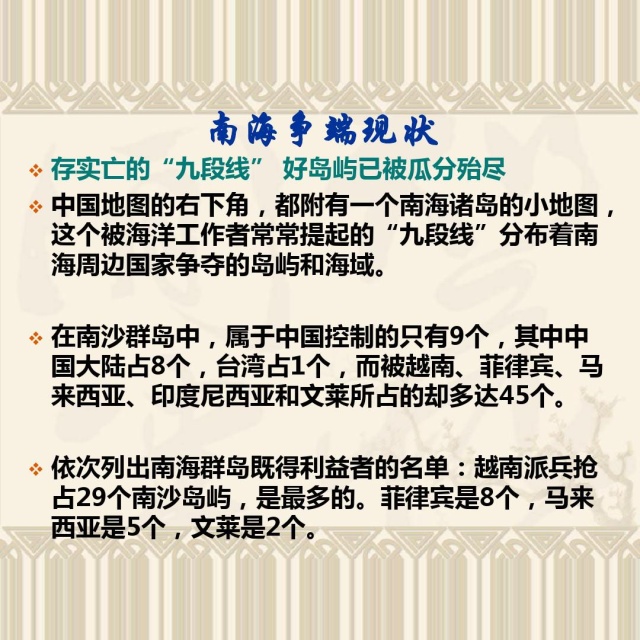 南海争端现状
存实亡的“九段线” 好岛屿已被瓜分殆尽
中国地图的右下角，都附有一个南海诸岛的小地图，
这个被海洋工作者常常提起的“九段线”分布着南
海周边国家争夺的岛屿和海域。
在南沙群岛中，属于中国控制的只有9个，其中中
国大陆占8个，台湾占1个，而被越南、菲律宾、马
来西亚、印度尼西亚和文莱所占的却多达45个。
依次列出南海群岛既得利益者的名单：越南派兵抢
占29个南沙岛屿，是最多的。菲律宾是8个，马来
西亚是5个，文莱是2个。